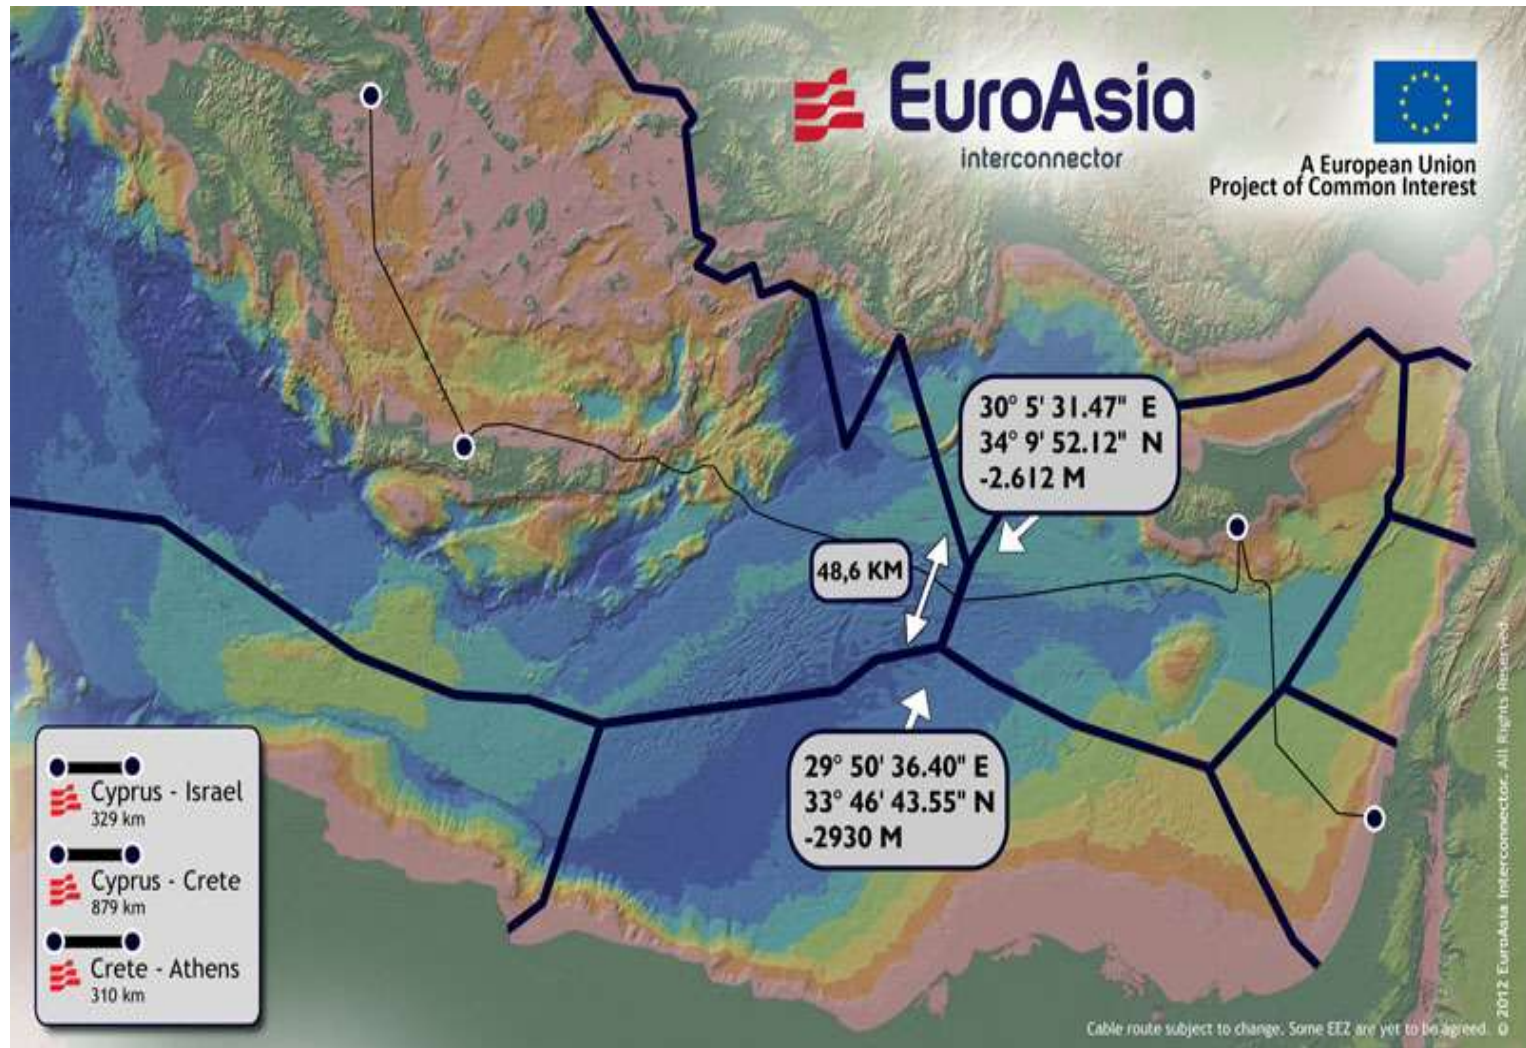 EuroAsia
interconnector
A European Union
Project of Common Interest
30° 5' 31.47" E
34° 9' 52.12" N
-2.612 M
48,6 KM
29° 50' 36.40" E
33° 46' 43.55" N
-2930 M
Cyprus - Israel
329 km
Cyprus - Crete
879 km
Crete - Athens
310 km
Cable route subject to change. Some EEZ are yet to be agreed.
© 2012 EuroAsia Interconnector. All Rights Reserved.